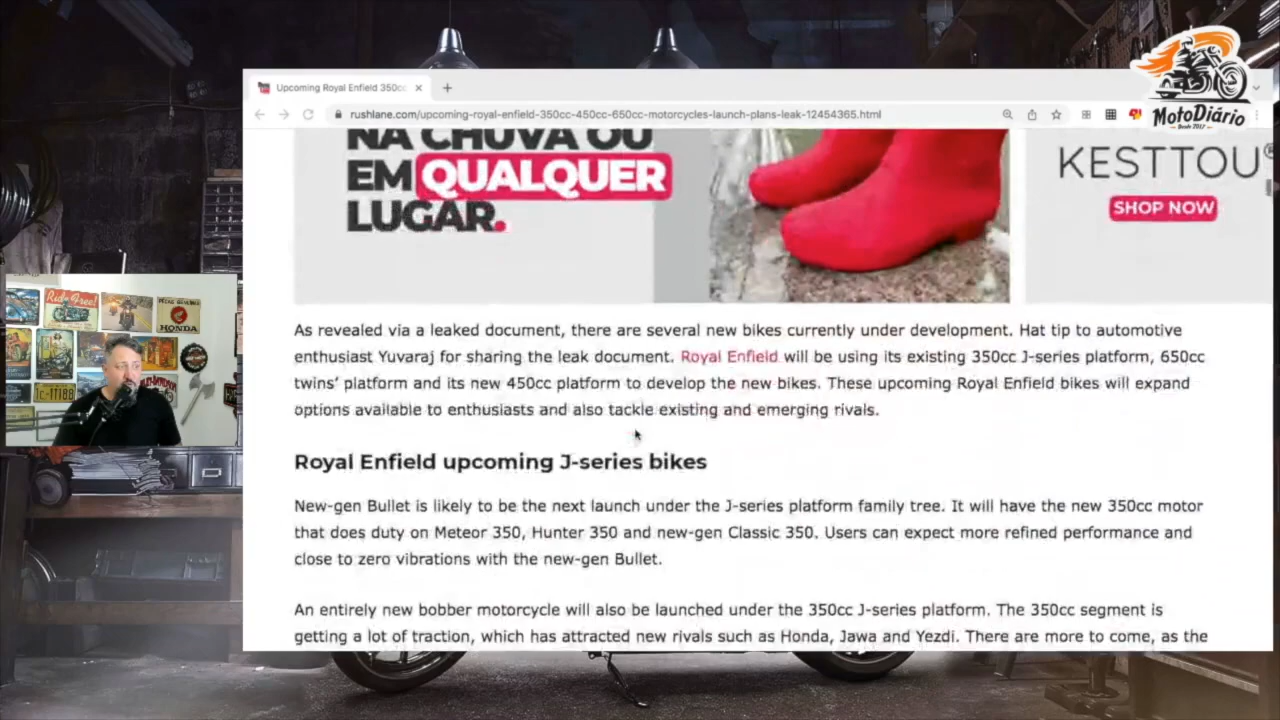 MotoDiário
Desde 2017
Upcoming Royal Enfield 350cc
rushlane.com/upcoming-royal-enfield-350cc-450cc-650cc-motorcycles-launch-plans-leak-12454365.html
NA CHUVA OU
EM QUALQUER
LUGAR.
KESTTOU®
SHOP NOW
Ride Free!
HONDA
TC-1T188
As revealed via a leaked document, there are several new bikes currently under development. Hat tip to automotive
enthusiast Yuvaraj for sharing the leak document. Royal Enfield will be using its existing 350cc J-series platform, 650cc
twins’ platform and its new 450cc platform to develop the new bikes. These upcoming Royal Enfield bikes will expand
options available to enthusiasts and also tackle existing and emerging rivals.
Royal Enfield upcoming J-series bikes
New-gen Bullet is likely to be the next launch under the J-series platform family tree. It will have the new 350cc motor
that does duty on Meteor 350, Hunter 350 and new-gen Classic 350. Users can expect more refined performance and
close to zero vibrations with the new-gen Bullet.
An entirely new bobber motorcycle will also be launched under the 350cc J-series platform. The 350cc segment is
getting a lot of traction, which has attracted new rivals such as Honda, Jawa and Yezdi. There are more to come, as the